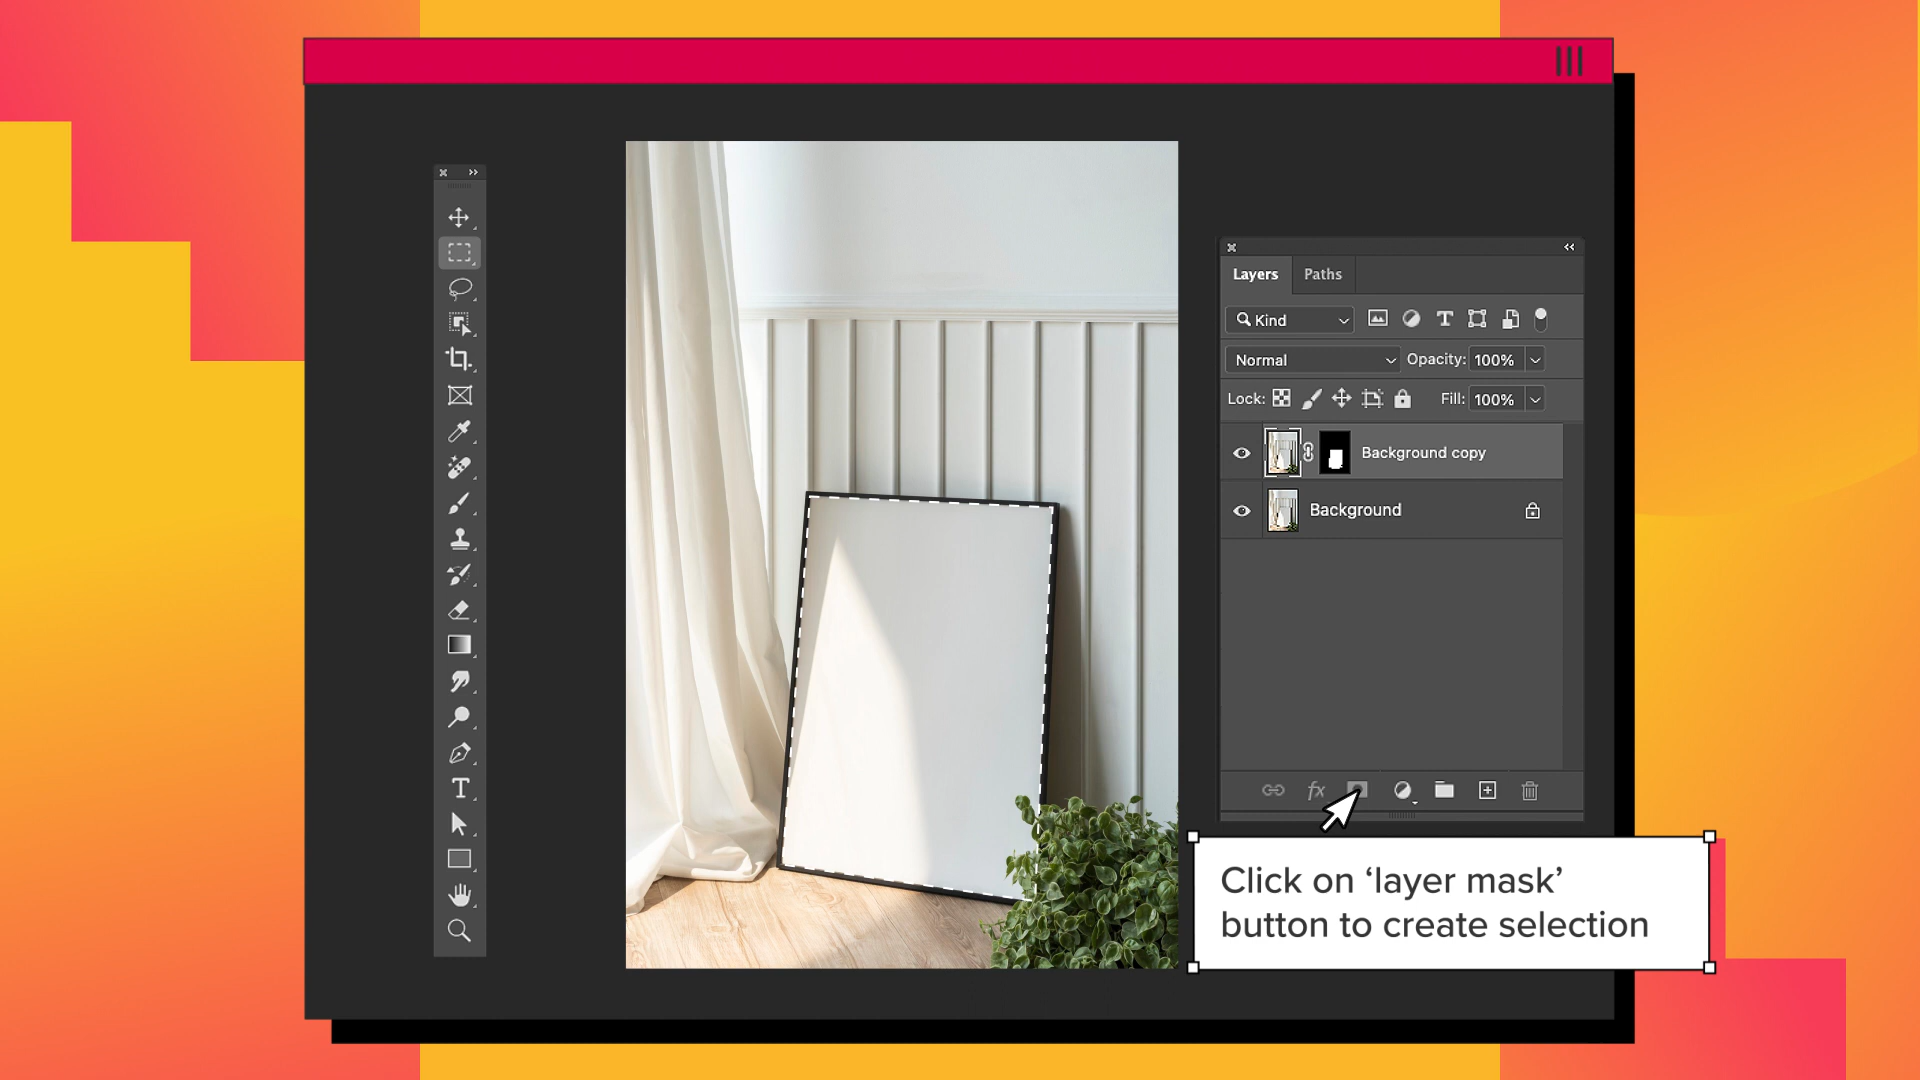 Layers Paths
Kind T
Normal Opacity: 100%
Lock: Fill: 100%
Background copy
Background
fx
T
Click on ‘layer mask’
button to create selection